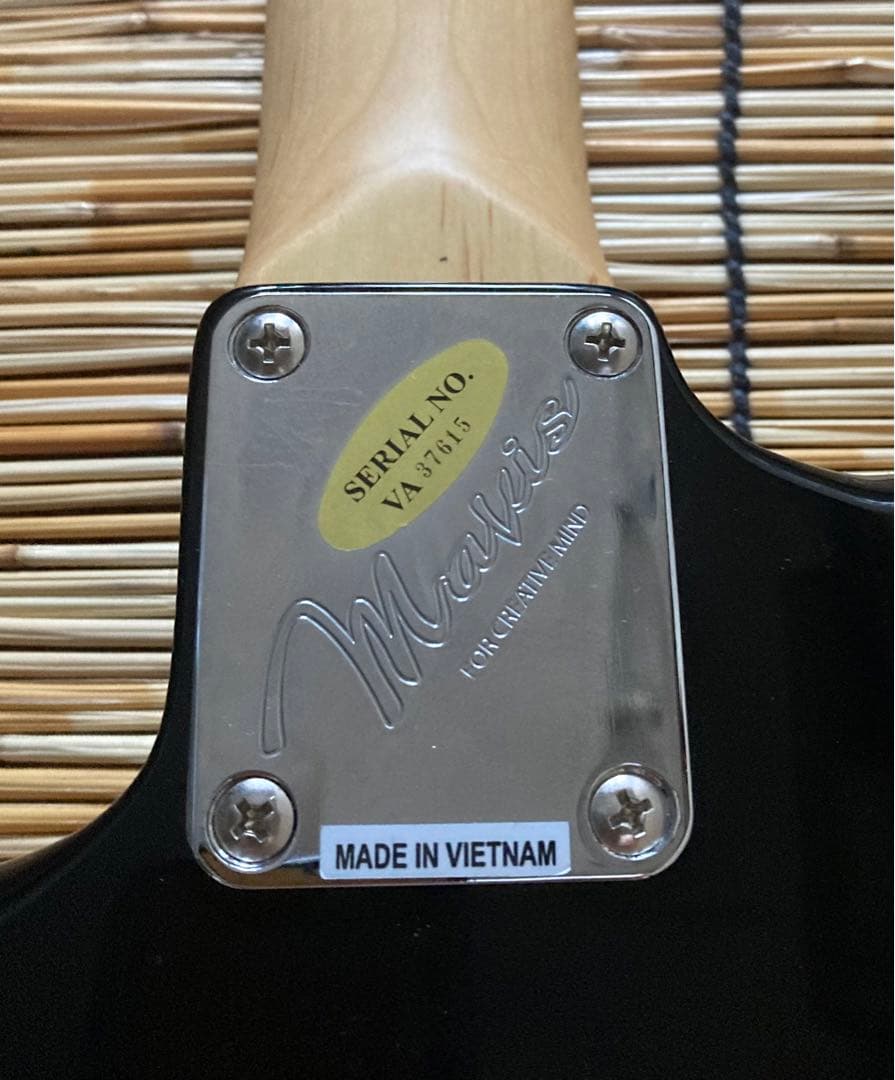 SERIAL NO.
VA 37615
Mavis
FOR CREATIVE MIND
MADE IN VIETNAM